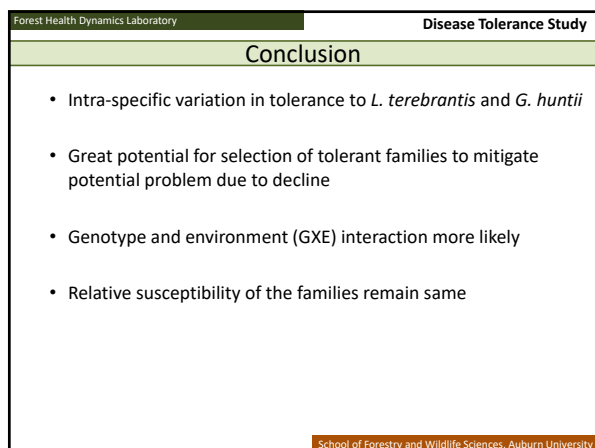 Forest Health Dynamics Laboratory
Disease Tolerance Study
Conclusion
• Intra-specific variation in tolerance to L. terebrantis and G. huntii
• Great potential for selection of tolerant families to mitigate
potential problem due to decline
• Genotype and environment (GXE) interaction more likely
• Relative susceptibility of the families remain same
School of Forestry and Wildlife Sciences, Auburn University